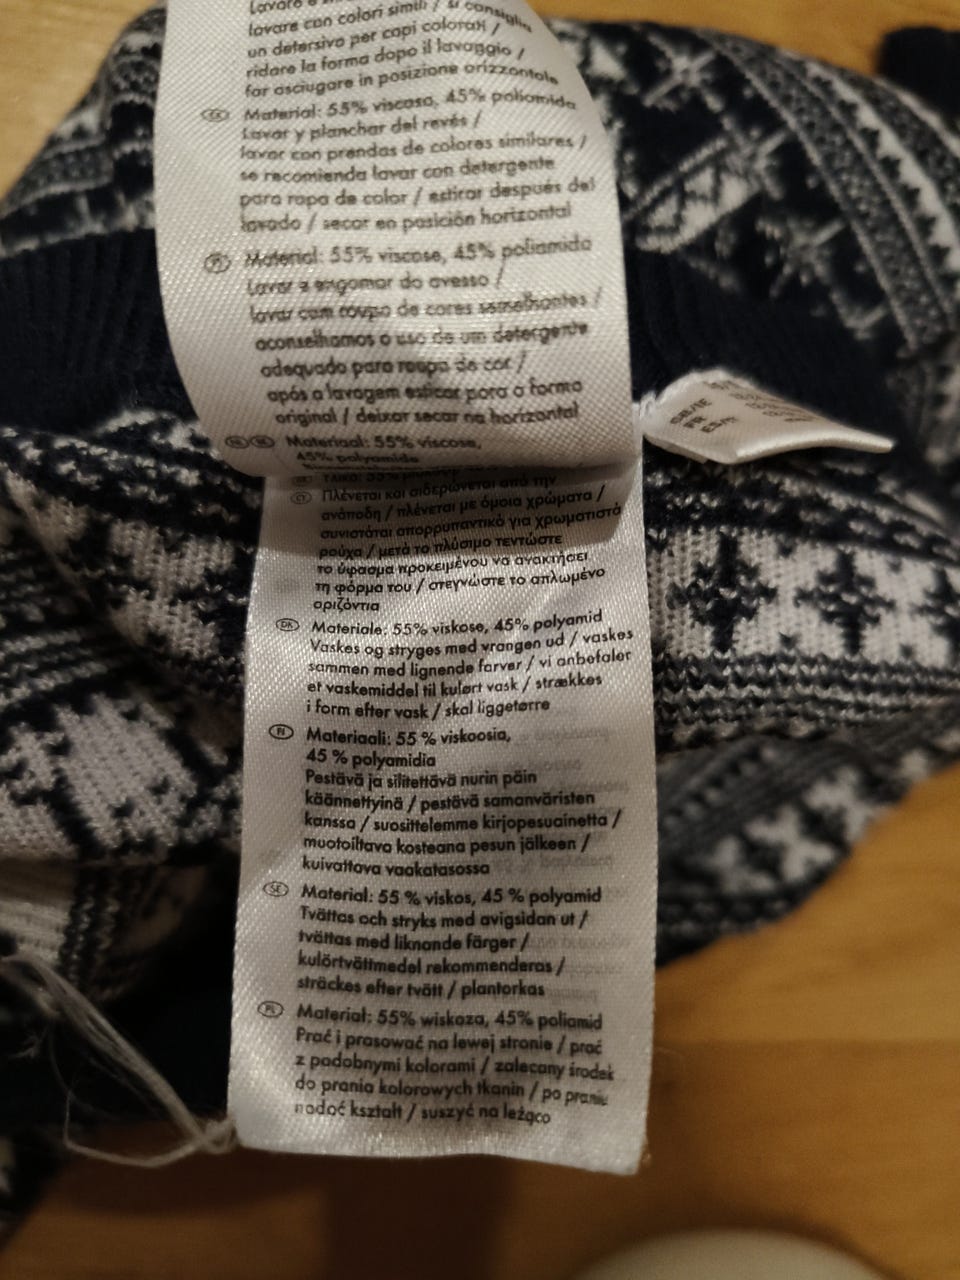 lavare con colori simili / si consiglia
un detersivo per capi colorati /
ridare la forma dopo il lavaggio /
far asciugare in posizione orizzontale
ES Material: 55% viscosa, 45% poliamida
Lavar y planchar del revés /
lavar con prendas de colores similares /
se recomienda lavar con detergente
para ropa de color / estirar después del
lavado / secar en posición horizontal
PT Material: 55% viscose, 45% poliamida
Lavar e engomar do avesso /
lavar com roupa de cores semelhantes /
aconselhamos o uso de um detergente
adequado para roupa de cor /
após a lavagem esticar para a forma
original / deixar secar na horizontal
Materiaal: 55% viscose,
45% polyamide
CY Πλένεται και σιδερώνεται από την
ανάποδη / πλένεται με όμοια χρώματα /
συνιστάται απορρυπαντικό για χρωματιστά
ρούχα / μετά το πλύσιμο τεντώστε
το ύφασμα προκειμένου να ανακτήσει
τη φόρμα του / στεγνώστε το απλωμένο
οριζόντια
DK Materiale: 55% viskose, 45% polyamid
Vaskes og stryges med vrangen ud / vaskes
sammen med lignende farver / vi anbefaler
et vaskemiddel til kulørt vask / strækkes
i form efter vask / skal liggetørre
FI Materiaali: 55 % viskoosia,
45 % polyamidia
Pestävä ja silitettävä nurin päin
käännettyinä / pestävä samanväristen
kanssa / suosittelemme kirjopesuainetta /
muotoiltava kosteana pesun jälkeen /
kuivattava vaakatasossa
SE Material: 55 % viskos, 45 % polyamid
Tvättas och stryks med avigsidan ut /
tvättas med liknande färger /
kulörtvättmedel rekommenderas /
sträckes efter tvätt / plantorkas
PL Materiał: 55% wiskoza, 45% poliamid
Prać i prasować na lewej stronie / prać
z podobnymi kolorami / zalecany środek
do prania kolorowych tkanin / po praniu
nadać kształt / suszyć na leżąco
GB/IE
FR
ES/